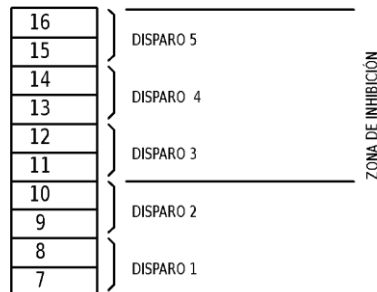 16
15
DISPARO 5
14
13
DISPARO 4
12
11
DISPARO 3
10
9
DISPARO 2
8
7
DISPARO 1
ZONA DE INHIBICIÓN